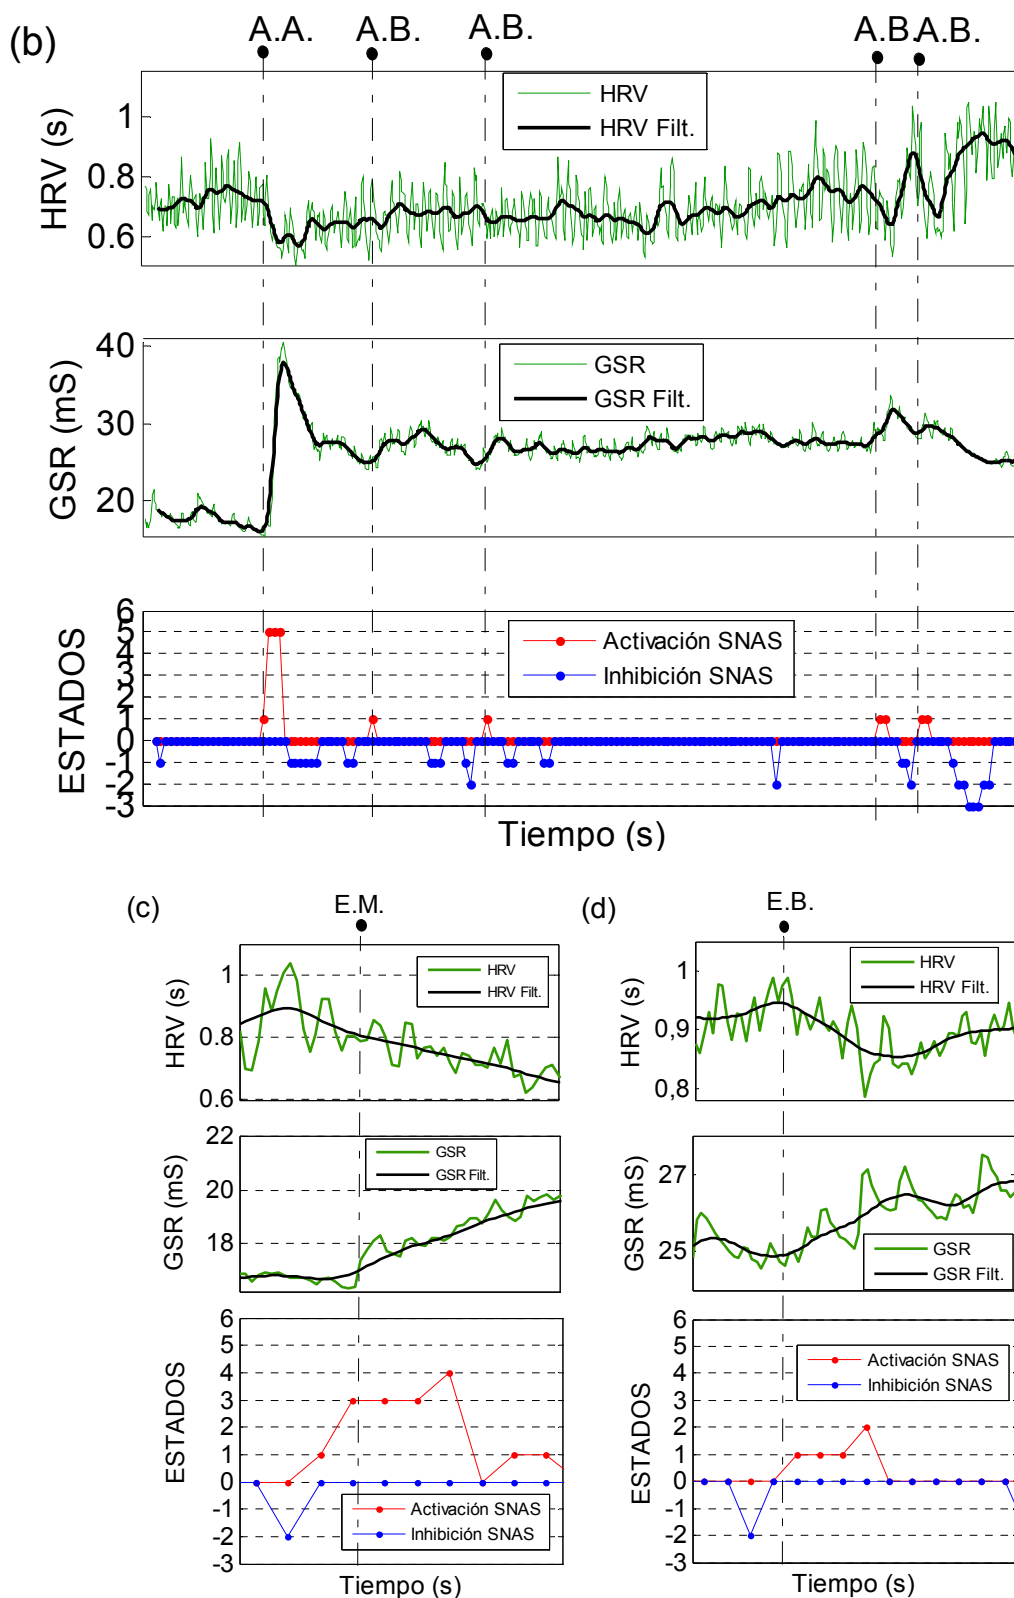 (b)
A.A.
A.B.
A.B.
A.B.
A.B.
HRV (s)
1
0.8
0.6
HRV
HRV Filt.
GSR (mS)
40
30
20
GSR
GSR Filt.
ESTADOS
6
5
4
3
2
1
0
-1
-2
-3
Activación SNAS
Inhibición SNAS
Tiempo (s)
(c)
E.M.
HRV (s)
1
0.8
0.6
HRV
HRV Filt.
GSR (mS)
22
20
18
GSR
GSR Filt.
ESTADOS
6
5
4
3
2
1
0
-1
-2
-3
Activación SNAS
Inhibición SNAS
Tiempo (s)
(d)
E.B.
HRV (s)
1
0,9
0,8
HRV
HRV Filt.
GSR (mS)
27
25
GSR
GSR Filt.
ESTADOS
6
5
4
3
2
1
0
-1
-2
-3
Activación SNAS
Inhibición SNAS
Tiempo (s)